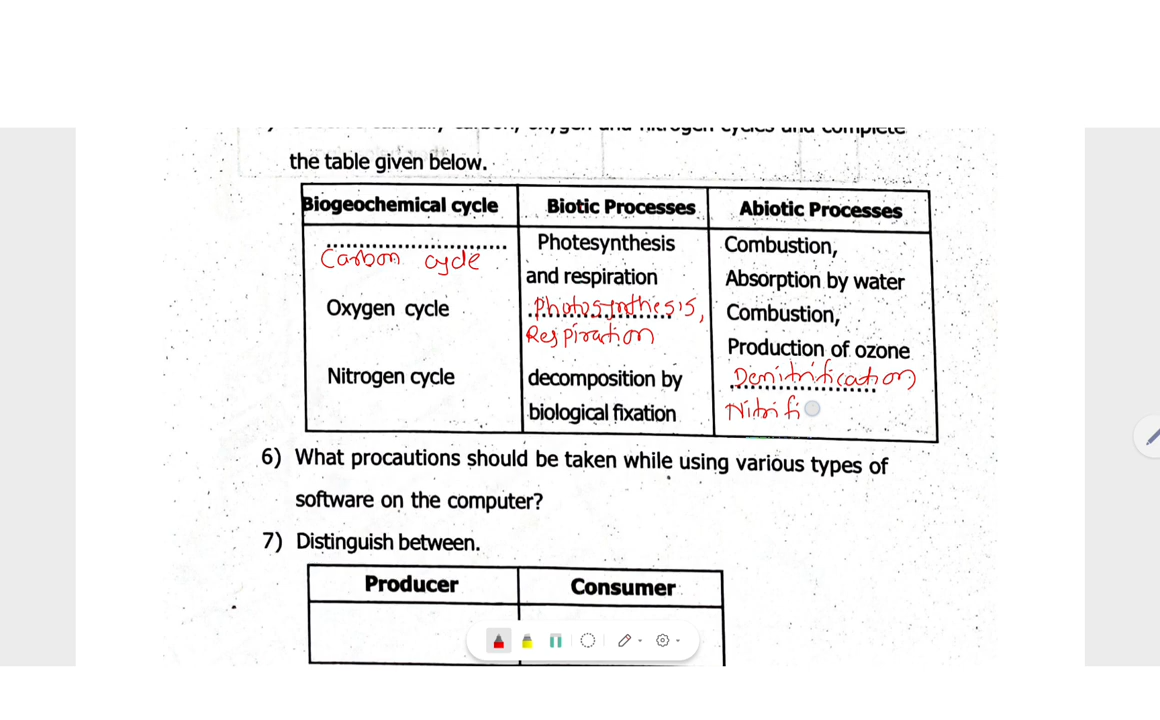 the table given below.
Biogeochemical cycle Biotic Processes Abiotic Processes
............................ Photesynthesis Combustion,
Carbon cycle and respiration Absorption by water
Oxygen cycle Photosynthesis, Combustion,
Respiration Production of ozone
Nitrogen cycle decomposition by Denitrification
biological fixation Nitrifi
6) What procautions should be taken while using various types of
software on the computer?
7) Distinguish between.
Producer Consumer